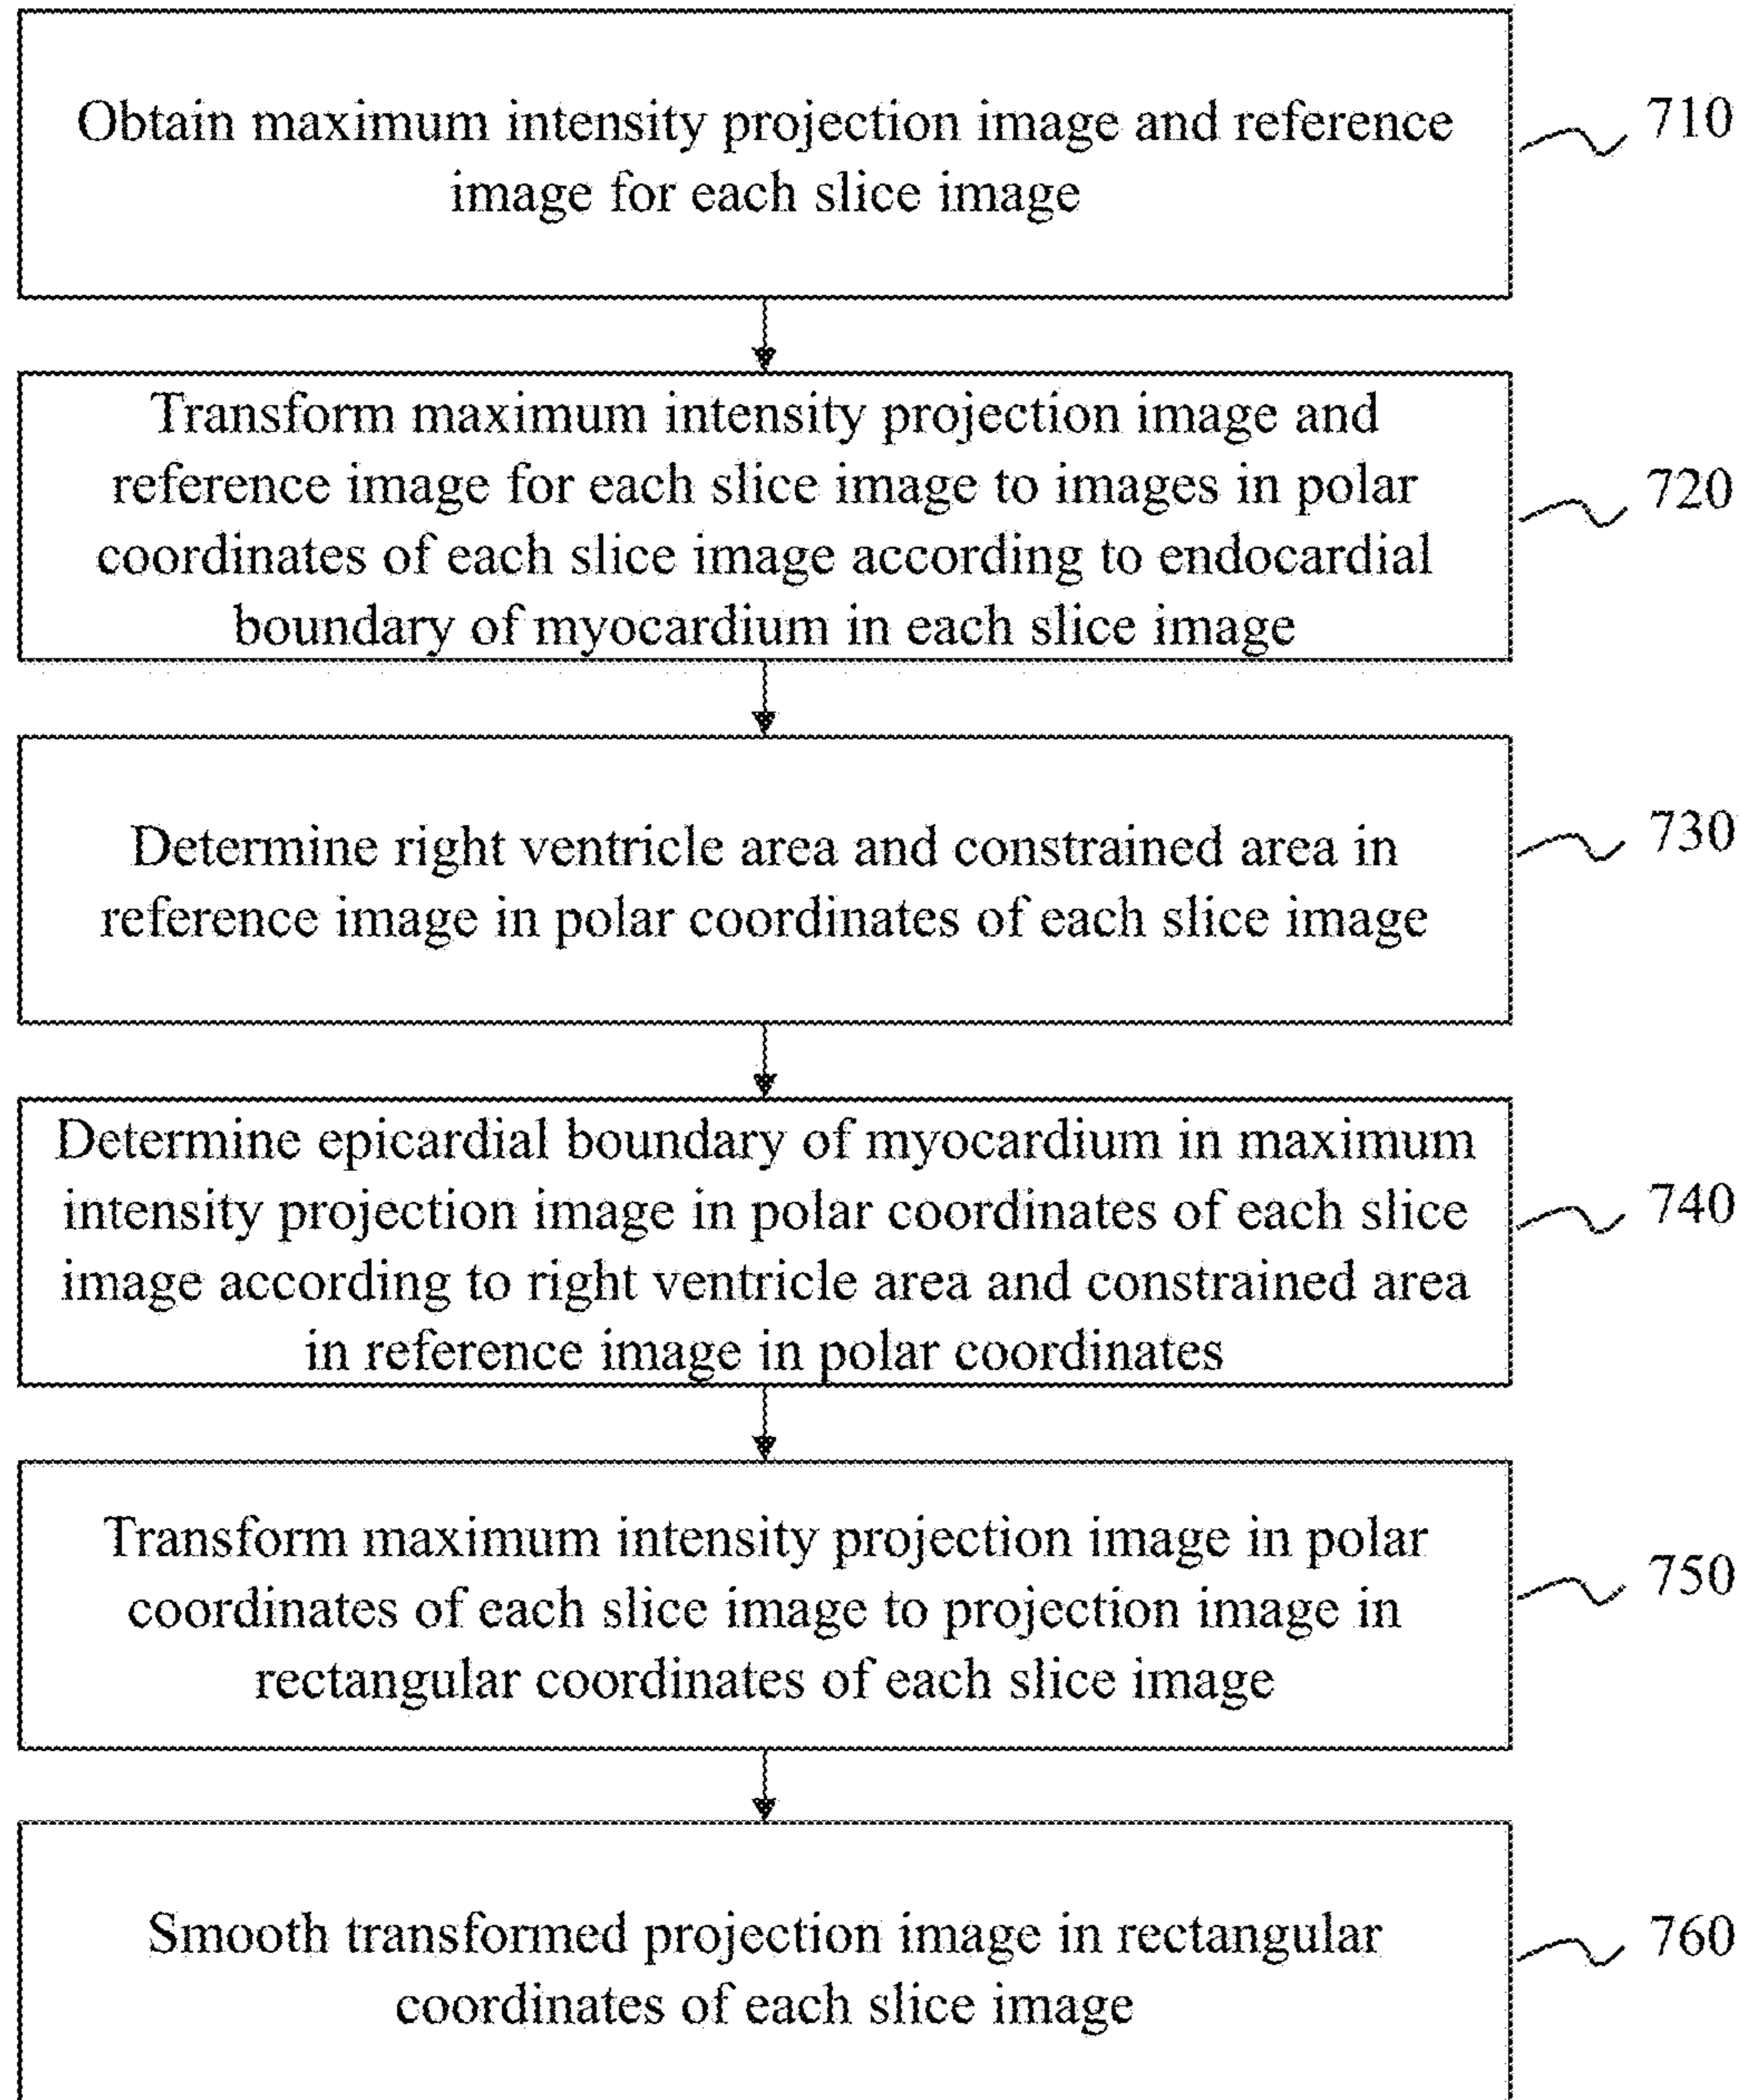 Obtain maximum intensity projection image and reference
image for each slice image
710
Transform maximum intensity projection image and
reference image for each slice image to images in polar
coordinates of each slice image according to endocardial
boundary of myocardium in each slice image
720
Determine right ventricle area and constrained area in
reference image in polar coordinates of each slice image
730
Determine epicardial boundary of myocardium in maximum
intensity projection image in polar coordinates of each slice
image according to right ventricle area and constrained area
in reference image in polar coordinates
740
Transform maximum intensity projection image in polar
coordinates of each slice image to projection image in
rectangular coordinates of each slice image
750
Smooth transformed projection image in rectangular
coordinates of each slice image
760